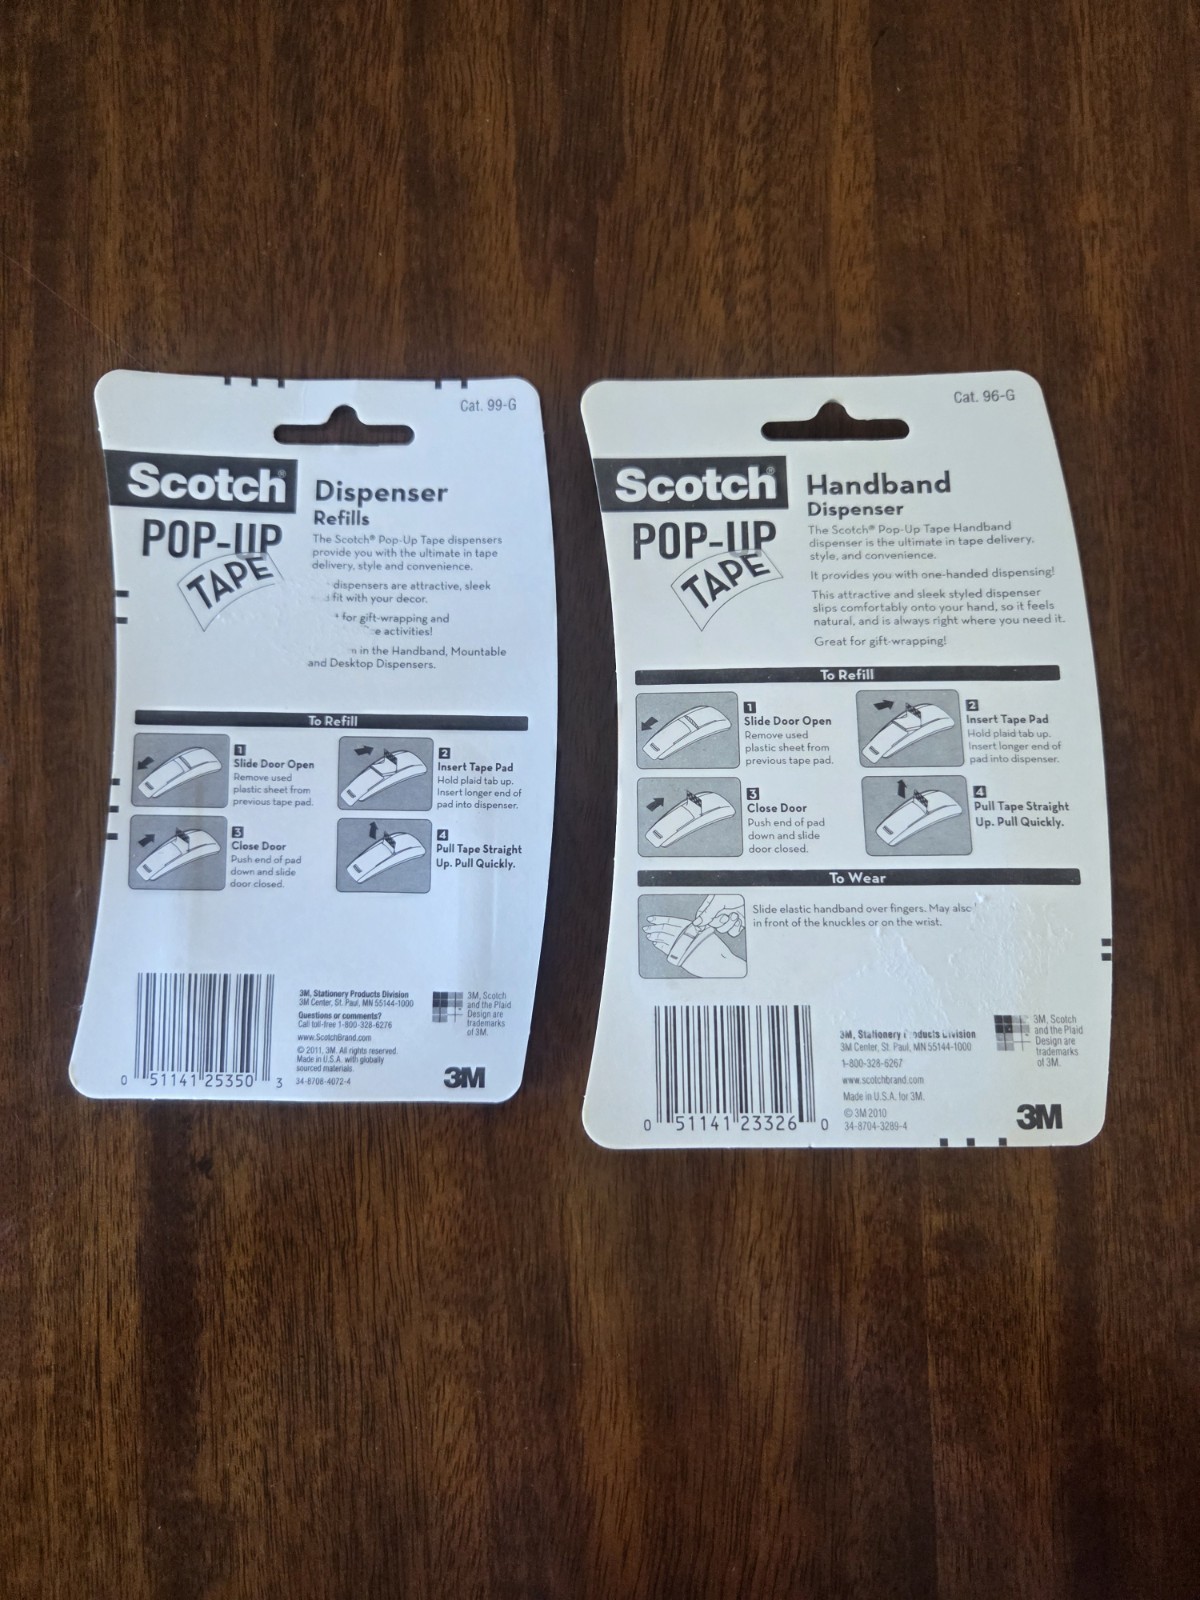 Cat. 99-G
Scotch®
POP-UP
TAPE
Dispenser
Refills
The Scotch® Pop-Up Tape dispensers
provide you with the ultimate in tape
delivery, style and convenience.
dispensers are attractive, sleek
fit with your decor.
for gift-wrapping and
activities!
in the Handband, Mountable
and Desktop Dispensers.
To Refill
1
Slide Door Open
Remove used
plastic sheet from
previous tape pad.
2
Insert Tape Pad
Hold plaid tab up.
Insert longer end of
pad into dispenser.
3
Close Door
Push end of pad
down and slide
door closed.
4
Pull Tape Straight
Up. Pull Quickly.
0 51141 25350 3
3M, Stationery Products Division
3M Center, St. Paul, MN 55144-1000
Questions or comments?
Call toll-free 1-800-328-6276
www.ScotchBrand.com
© 2011, 3M. All rights reserved.
Made in U.S.A. with globally
sourced materials.
34-8708-4072-4
3M, Scotch
and the Plaid
Design are
trademarks
of 3M.
3M
Cat. 96-G
Scotch®
POP-UP
TAPE
Handband
Dispenser
The Scotch® Pop-Up Tape Handband
dispenser is the ultimate in tape delivery,
style, and convenience.
It provides you with one-handed dispensing!
This attractive and sleek styled dispenser
slips comfortably onto your hand, so it feels
natural, and is always right where you need it.
Great for gift-wrapping!
To Refill
1
Slide Door Open
Remove used
plastic sheet from
previous tape pad.
2
Insert Tape Pad
Hold plaid tab up.
Insert longer end of
pad into dispenser.
3
Close Door
Push end of pad
down and slide
door closed.
4
Pull Tape Straight
Up. Pull Quickly.
To Wear
Slide elastic handband over fingers. May also
in front of the knuckles or on the wrist.
0 51141 23326 0
3M, Stationery Products Division
3M Center, St. Paul, MN 55144-1000
1-800-328-6267
www.scotchbrand.com
Made in U.S.A. for 3M.
© 3M 2010
34-8704-3289-4
3M, Scotch
and the Plaid
Design are
trademarks
of 3M.
3M